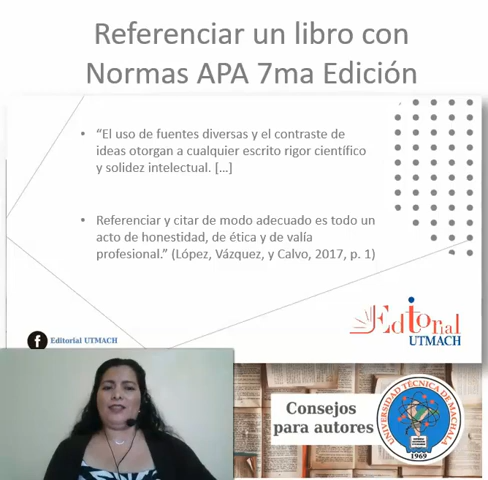 Referenciar un libro con
Normas APA 7ma Edición
• “El uso de fuentes diversas y el contraste de
ideas otorgan a cualquier escrito rigor científico
y solidez intelectual. […]
• Referenciar y citar de modo adecuado es todo un
acto de honestidad, de ética y de valía
profesional.” (López, Vázquez, y Calvo, 2017, p. 1)
Editorial
UTMACH
f Editorial UTMACH
Consejos
para autores
UNIVERSIDAD TÉCNICA DE MACHALA
1969